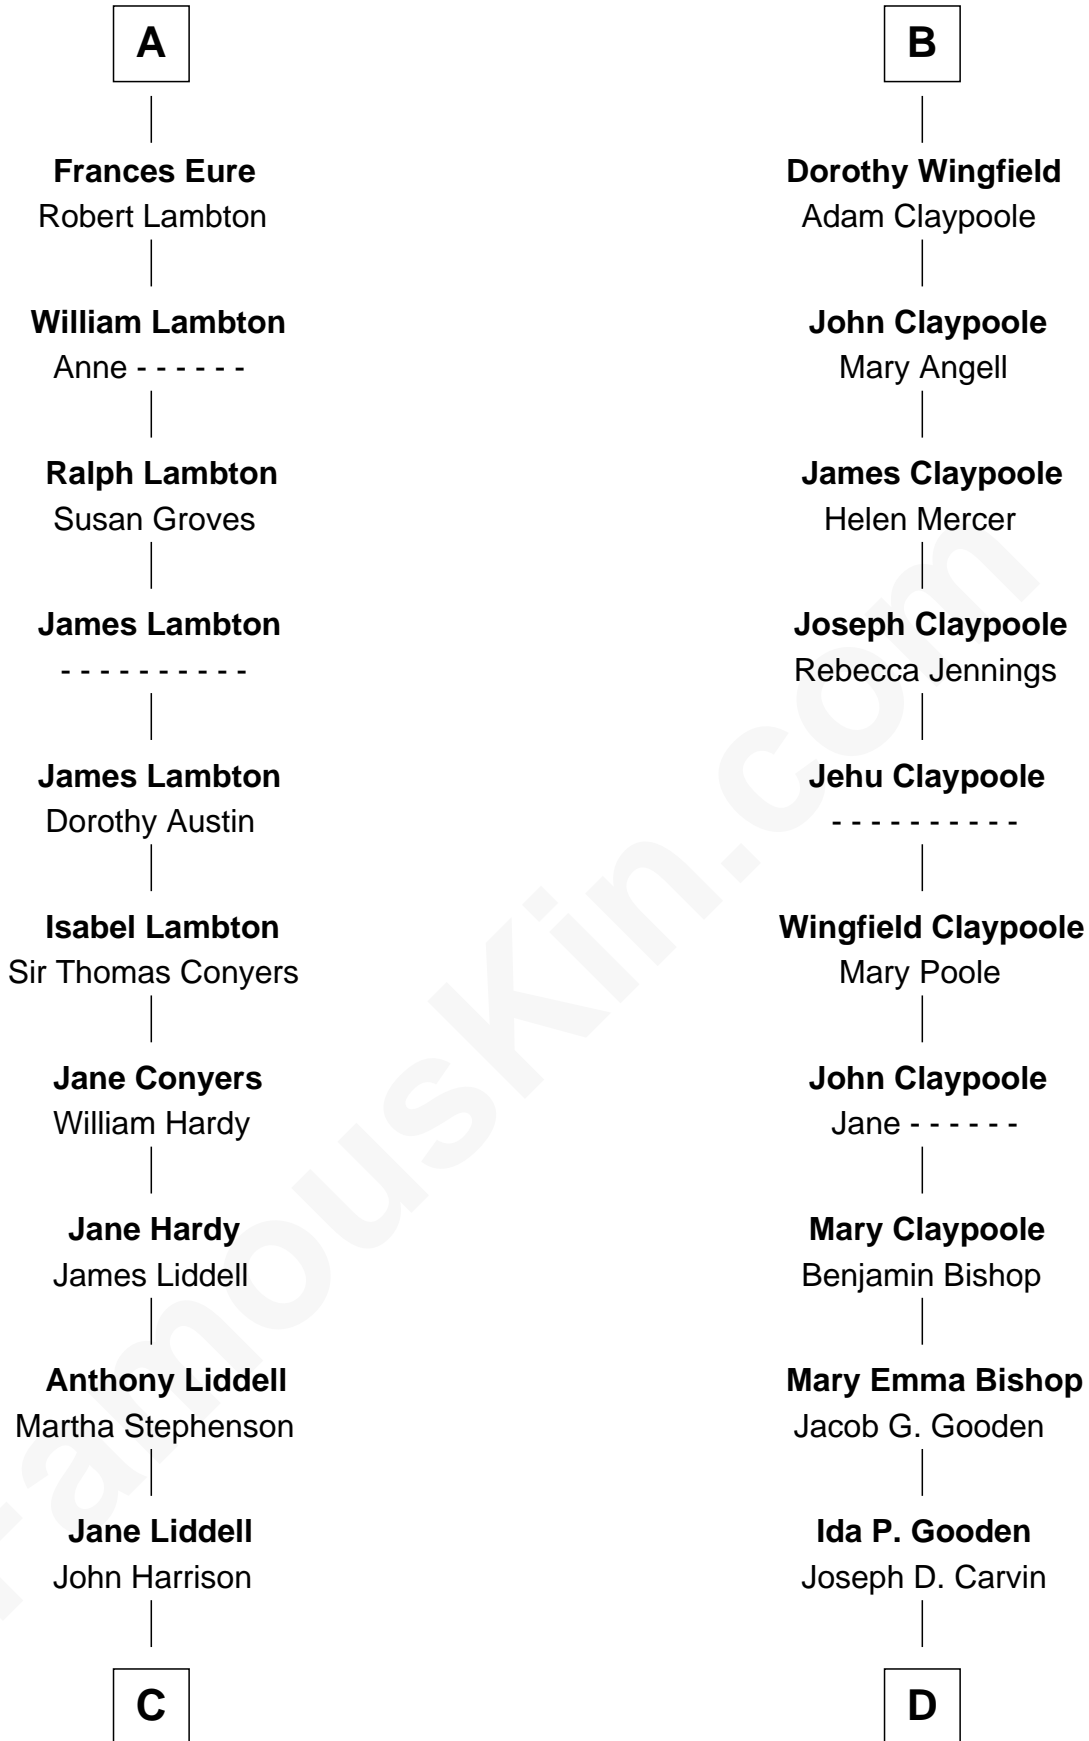 A
Frances Eure
Robert Lambton
William Lambton
Anne - - - - - -
Ralph Lambton
Susan Groves
James Lambton
- - - - - - - - - -
James Lambton
Dorothy Austin
Isabel Lambton
Sir Thomas Conyers
Jane Conyers
William Hardy
Jane Hardy
James Liddell
Anthony Liddell
Martha Stephenson
Jane Liddell
John Harrison
C
B
Dorothy Wingfield
Adam Claypoole
John Claypoole
Mary Angell
James Claypoole
Helen Mercer
Joseph Claypoole
Rebecca Jennings
Jehu Claypoole
- - - - - - - - - -
Wingfield Claypoole
Mary Poole
John Claypoole
Jane - - - - - -
Mary Claypoole
Benjamin Bishop
Mary Emma Bishop
Jacob G. Gooden
Ida P. Gooden
Joseph D. Carvin
D
FamousKin.com